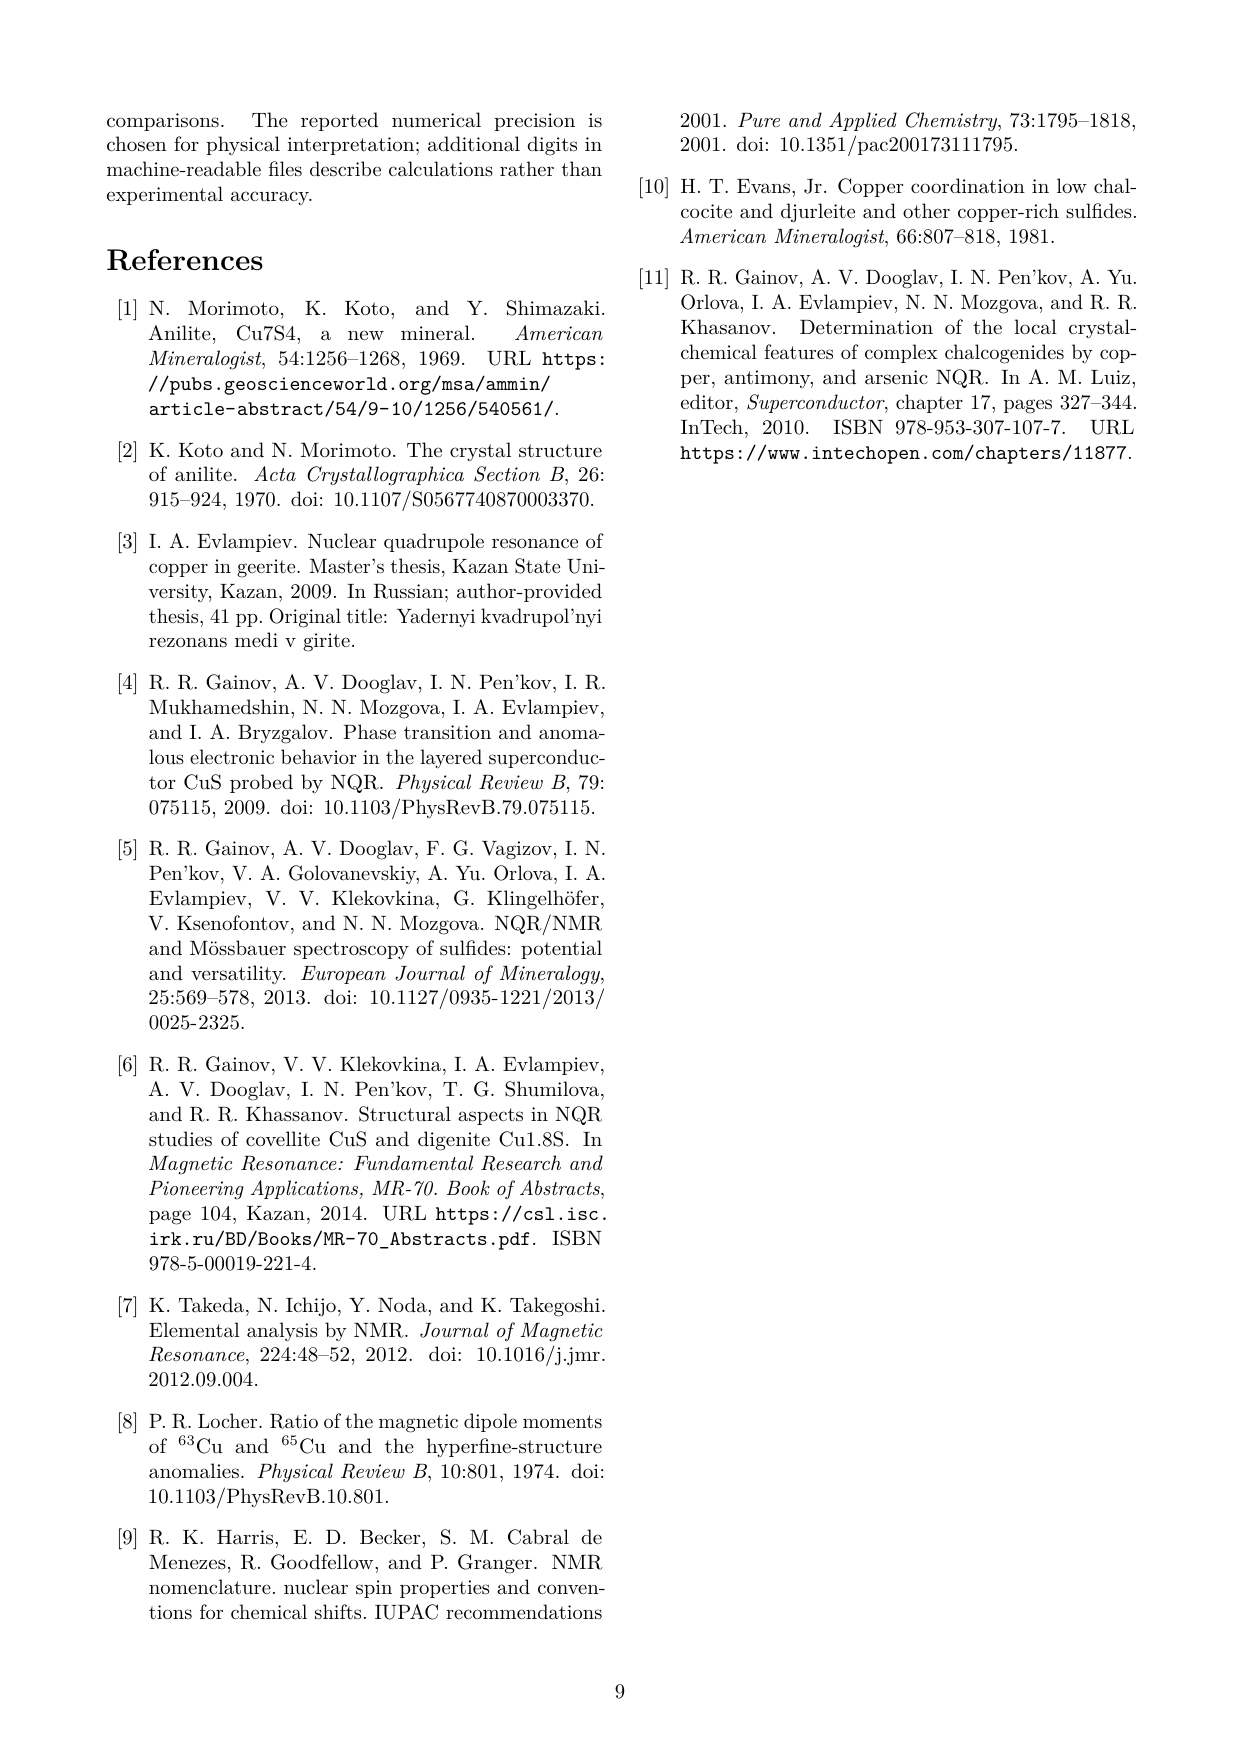 comparisons. The reported numerical precision is
chosen for physical interpretation; additional digits in
machine-readable files describe calculations rather than
experimental accuracy.
References
[1] N. Morimoto, K. Koto, and Y. Shimazaki.
Anilite, Cu7S4, a new mineral. American
Mineralogist, 54:1256–1268, 1969. URL https:
//pubs.geoscienceworld.org/msa/ammin/
article-abstract/54/9-10/1256/540561/.
[2] K. Koto and N. Morimoto. The crystal structure
of anilite. Acta Crystallographica Section B, 26:
915–924, 1970. doi: 10.1107/S0567740870003370.
[3] I. A. Evlampiev. Nuclear quadrupole resonance of
copper in geerite. Master's thesis, Kazan State Uni-
versity, Kazan, 2009. In Russian; author-provided
thesis, 41 pp. Original title: Yadernyi kvadrupol'nyi
rezonans medi v girite.
[4] R. R. Gainov, A. V. Dooglav, I. N. Pen'kov, I. R.
Mukhamedshin, N. N. Mozgova, I. A. Evlampiev,
and I. A. Bryzgalov. Phase transition and anoma-
lous electronic behavior in the layered superconduc-
tor CuS probed by NQR. Physical Review B, 79:
075115, 2009. doi: 10.1103/PhysRevB.79.075115.
[5] R. R. Gainov, A. V. Dooglav, F. G. Vagizov, I. N.
Pen'kov, V. A. Golovanevskiy, A. Yu. Orlova, I. A.
Evlampiev, V. V. Klekovkina, G. Klingelhöfer,
V. Ksenofontov, and N. N. Mozgova. NQR/NMR
and Mössbauer spectroscopy of sulfides: potential
and versatility. European Journal of Mineralogy,
25:569–578, 2013. doi: 10.1127/0935-1221/2013/
0025-2325.
[6] R. R. Gainov, V. V. Klekovkina, I. A. Evlampiev,
A. V. Dooglav, I. N. Pen'kov, T. G. Shumilova,
and R. R. Khassanov. Structural aspects in NQR
studies of covellite CuS and digenite Cu1.8S. In
Magnetic Resonance: Fundamental Research and
Pioneering Applications, MR-70. Book of Abstracts,
page 104, Kazan, 2014. URL https://csl.isc.
irk.ru/BD/Books/MR-70_Abstracts.pdf. ISBN
978-5-00019-221-4.
[7] K. Takeda, N. Ichijo, Y. Noda, and K. Takegoshi.
Elemental analysis by NMR. Journal of Magnetic
Resonance, 224:48–52, 2012. doi: 10.1016/j.jmr.
2012.09.004.
[8] P. R. Locher. Ratio of the magnetic dipole moments
of ⁶³Cu and ⁶⁵Cu and the hyperfine-structure
anomalies. Physical Review B, 10:801, 1974. doi:
10.1103/PhysRevB.10.801.
[9] R. K. Harris, E. D. Becker, S. M. Cabral de
Menezes, R. Goodfellow, and P. Granger. NMR
nomenclature. nuclear spin properties and conven-
tions for chemical shifts. IUPAC recommendations
2001. Pure and Applied Chemistry, 73:1795–1818,
2001. doi: 10.1351/pac200173111795.
[10] H. T. Evans, Jr. Copper coordination in low chal-
cocite and djurleite and other copper-rich sulfides.
American Mineralogist, 66:807–818, 1981.
[11] R. R. Gainov, A. V. Dooglav, I. N. Pen'kov, A. Yu.
Orlova, I. A. Evlampiev, N. N. Mozgova, and R. R.
Khasanov. Determination of the local crystal-
chemical features of complex chalcogenides by cop-
per, antimony, and arsenic NQR. In A. M. Luiz,
editor, Superconductor, chapter 17, pages 327–344.
InTech, 2010. ISBN 978-953-307-107-7. URL
https://www.intechopen.com/chapters/11877.
9